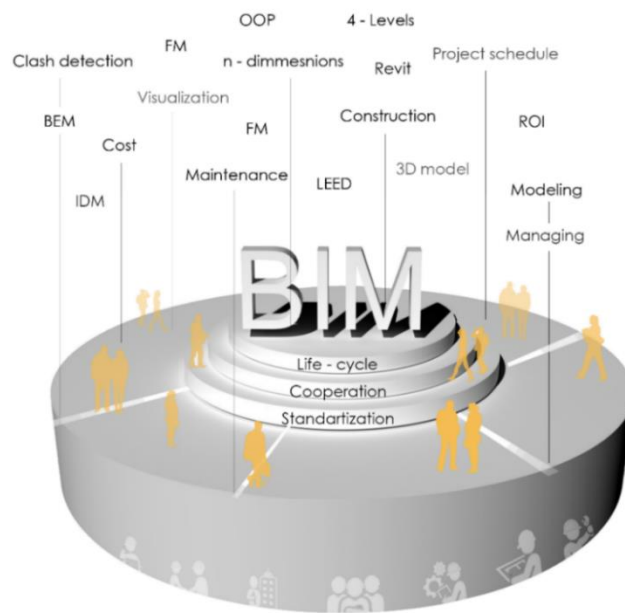 OOP
4 - Levels
FM
Clash detection
n - dimmesnions
Project schedule
Revit
Visualization
BEM
FM
Construction
ROI
Cost
Maintenance
LEED
3D model
IDM
Modeling
Managing
BIM
Life - cycle
Cooperation
Standartization